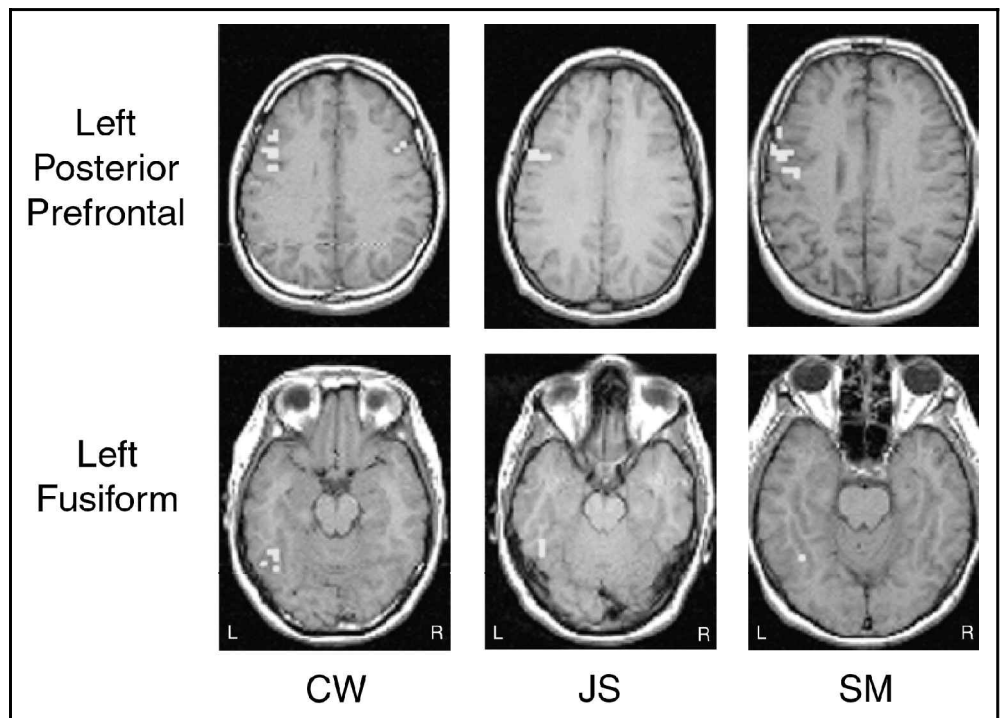 Left
Posterior
Prefrontal
Left
Fusiform
L R
L R
L R
CW JS SM